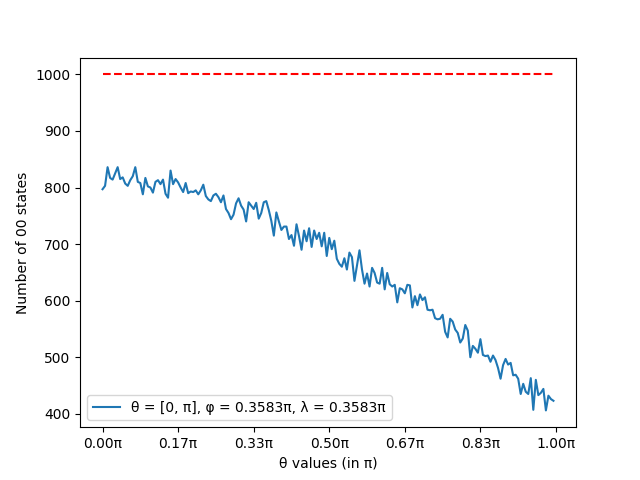 1000
900
800
700
600
500
400
Number of 00 states
θ = [0, π], φ = 0.3583π, λ = 0.3583π
0.00π 0.17π 0.33π 0.50π 0.67π 0.83π 1.00π
θ values (in π)